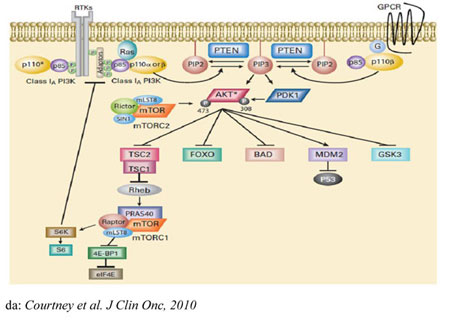 RTKs
GPCR
Ras
PTEN
PTEN
G
p110*
p85
Adaptors
p85
p110α orβ
PIP2
PIP3
PIP2
p85
p110β
Class IA PI3K
Class IA PI3K
AKT*
PDK1
Rictor
mLST8
mTOR
SIN1
mTORC2
473
308
TSC2
TSC1
FOXO
BAD
MDM2
GSK3
P53
Rheb
PRAS40
Raptor
mTOR
mLST8
mTORC1
S6K
S6
4E-BP1
eIF4E
da: Courtney et al. J Clin Onc, 2010